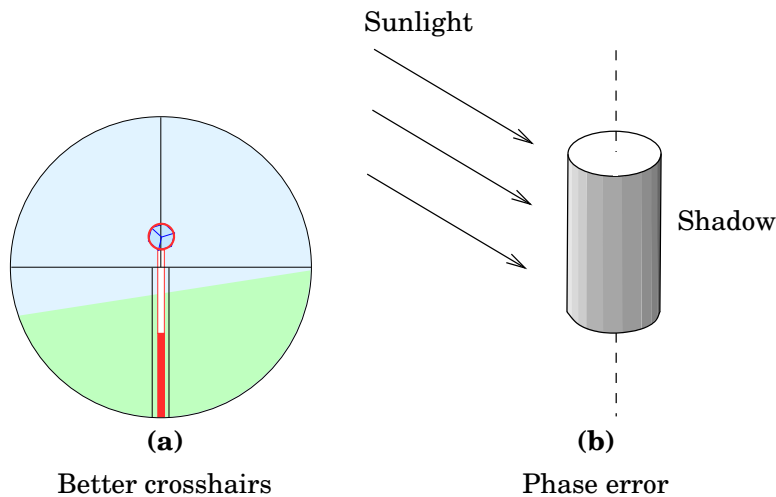 Sunlight
Shadow
(a)
(b)
Better crosshairs
Phase error